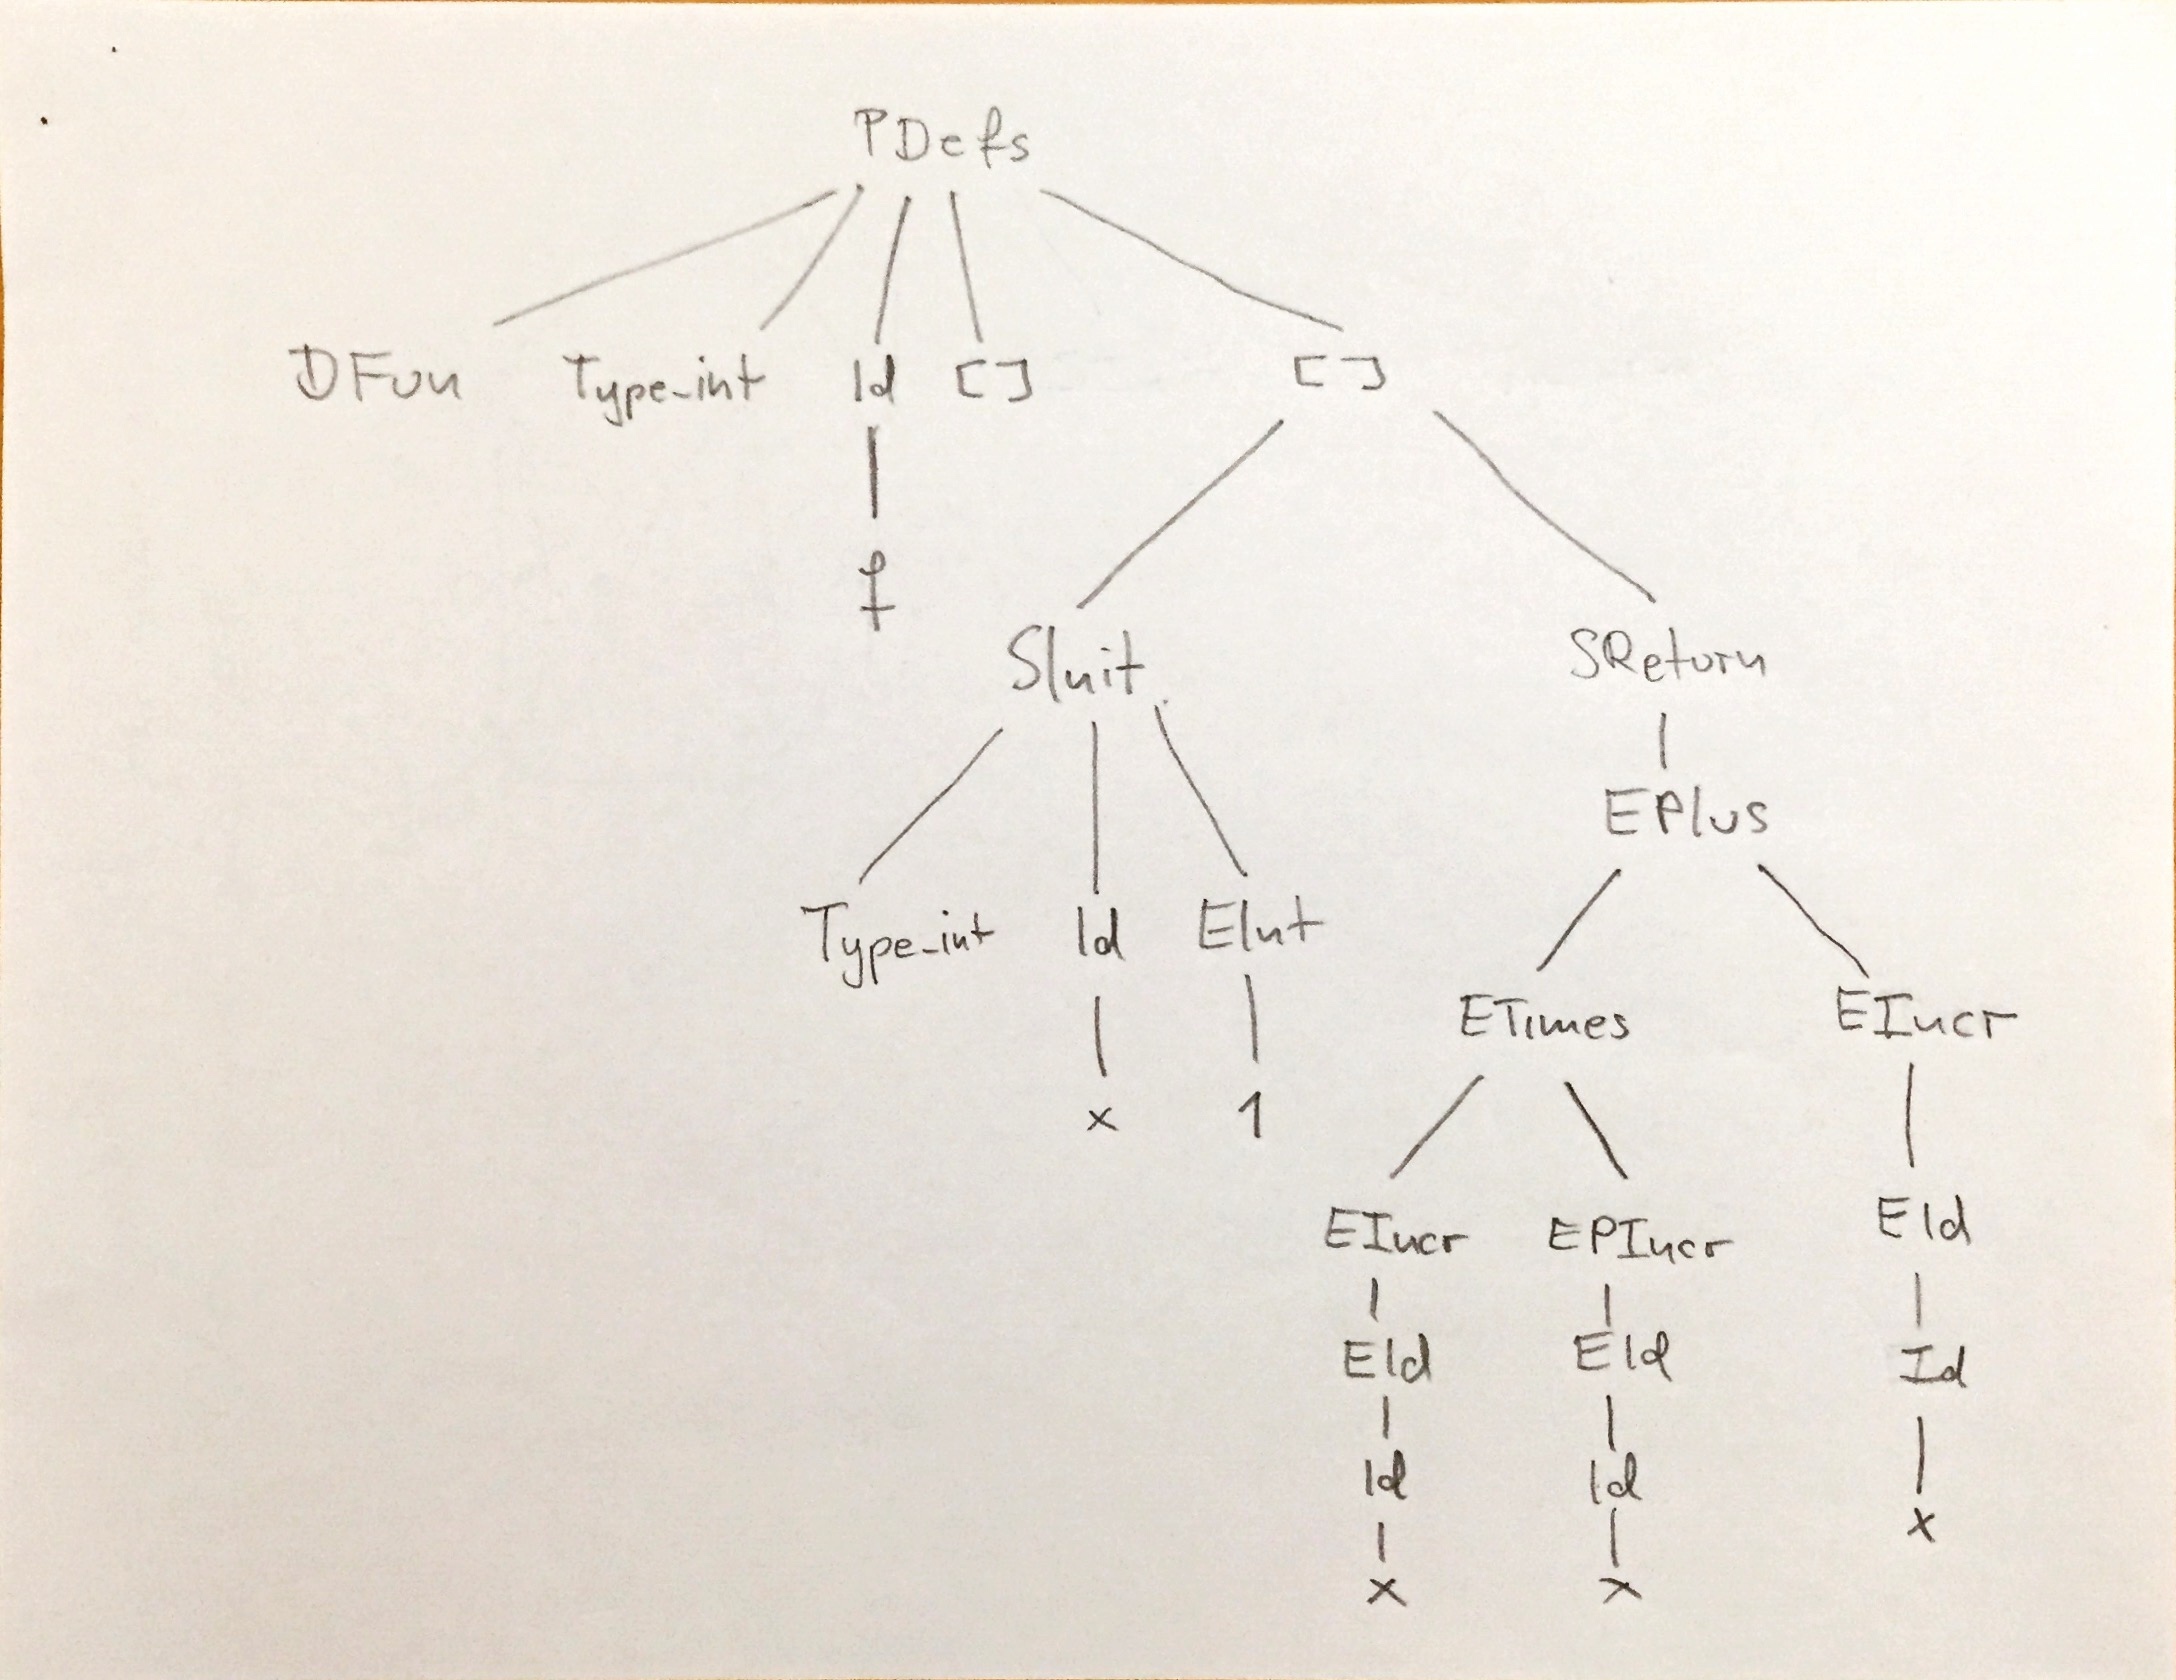 PDefs
DFun Type_int Id [] []
f
SInit SReturn
EPlus
Type_int Id EInt
ETimes EIncr
x 1
EIncr EPIncr EId
EId EId Id
Id Id
x
x x